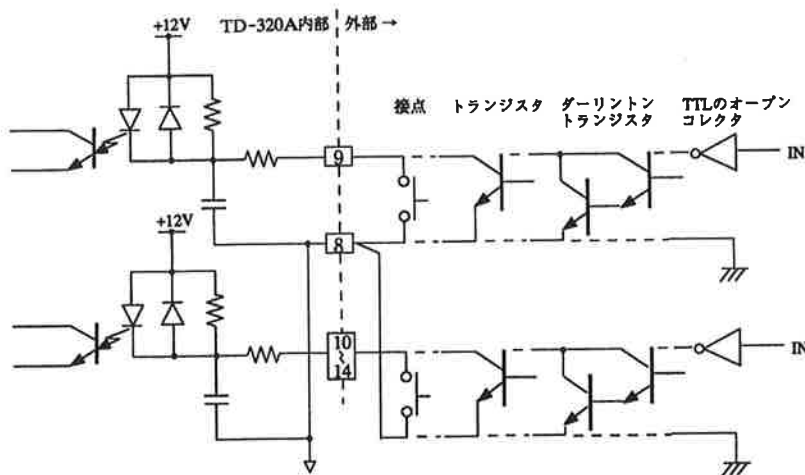 TD-320A内部 外部 →
+12V
接点 トランジスタ ダーリントン
トランジスタ TTLのオープン
コレクタ
9
IN
8
+12V
10
〜
14
IN